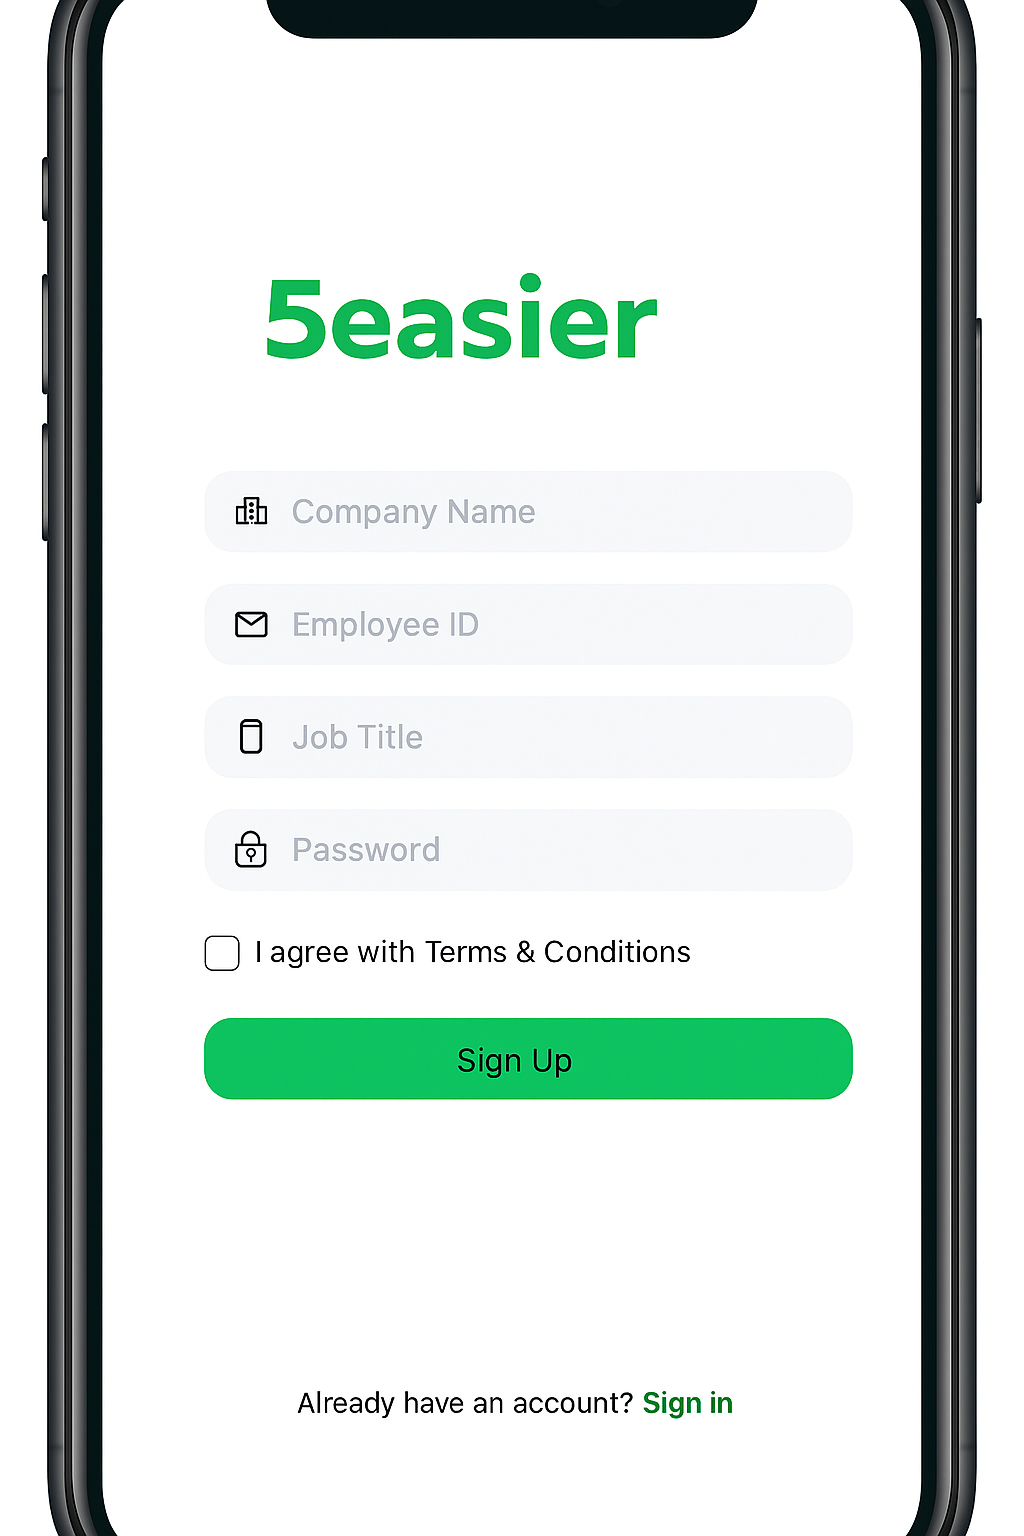 5easier
Company Name
Employee ID
Job Title
Password
I agree with Terms & Conditions
Sign Up
Already have an account? Sign in